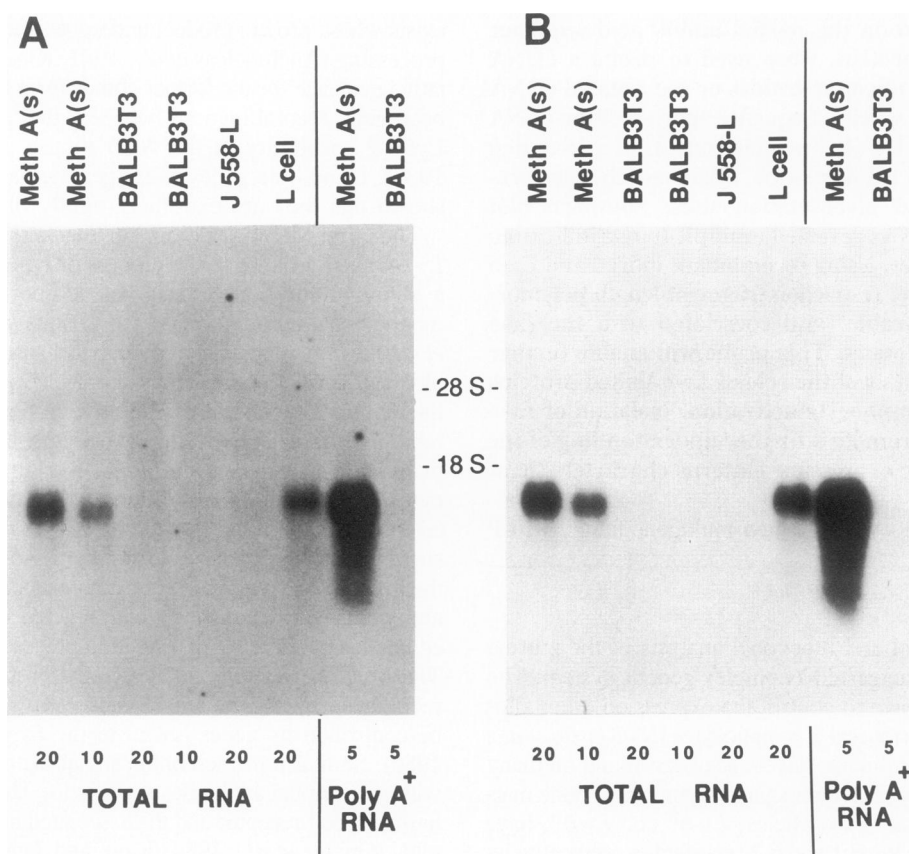 A
B
Meth A(s)
Meth A(s)
BALB3T3
BALB3T3
J 558-L
L cell
Meth A(s)
BALB3T3
Meth A(s)
Meth A(s)
BALB3T3
BALB3T3
J 558-L
L cell
Meth A(s)
BALB3T3
- 28 S -
- 18 S -
20 10 20 10 20 20 5 5
TOTAL RNA
Poly A+
RNA
20 10 20 10 20 20 5 5
TOTAL RNA
Poly A+
RNA